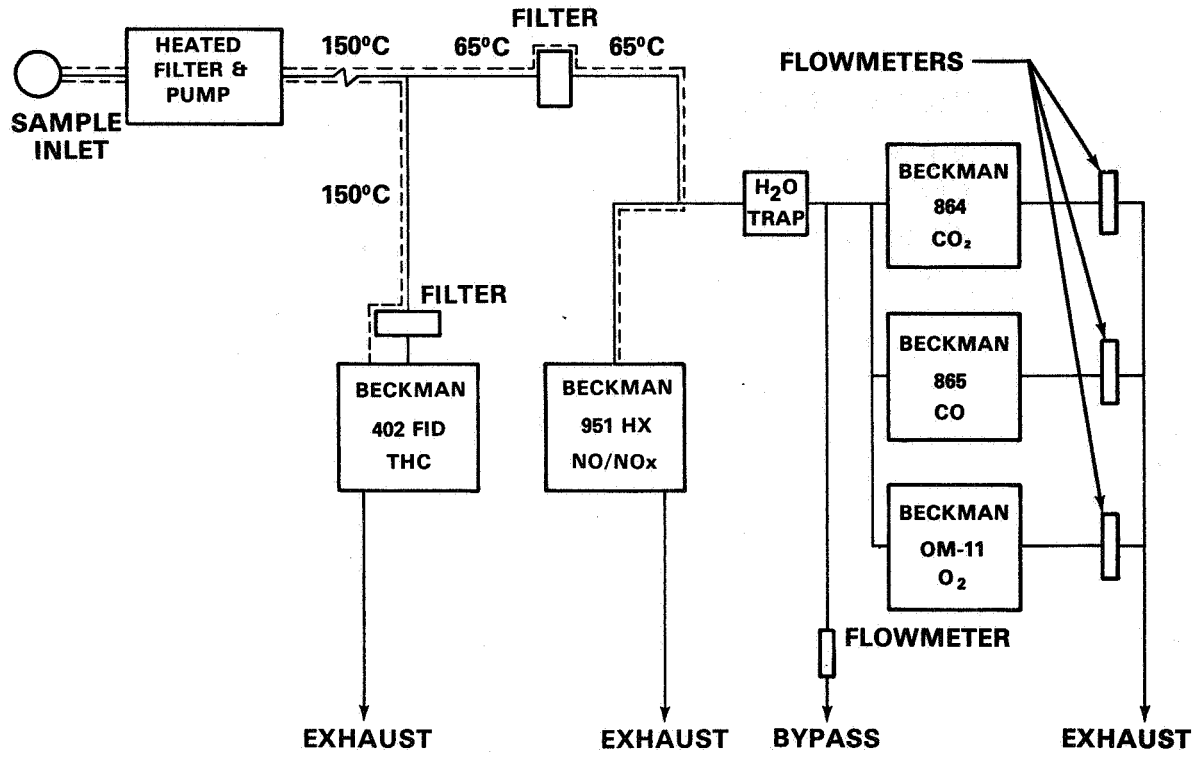 FILTER
HEATED
FILTER &
PUMP
150°C
65°C
65°C
FLOWMETERS
SAMPLE
INLET
150°C
H₂O
TRAP
BECKMAN
864
CO₂
FILTER
BECKMAN
865
CO
BECKMAN
402 FID
THC
BECKMAN
951 HX
NO/NOx
BECKMAN
OM-11
O₂
FLOWMETER
EXHAUST
EXHAUST
BYPASS
EXHAUST